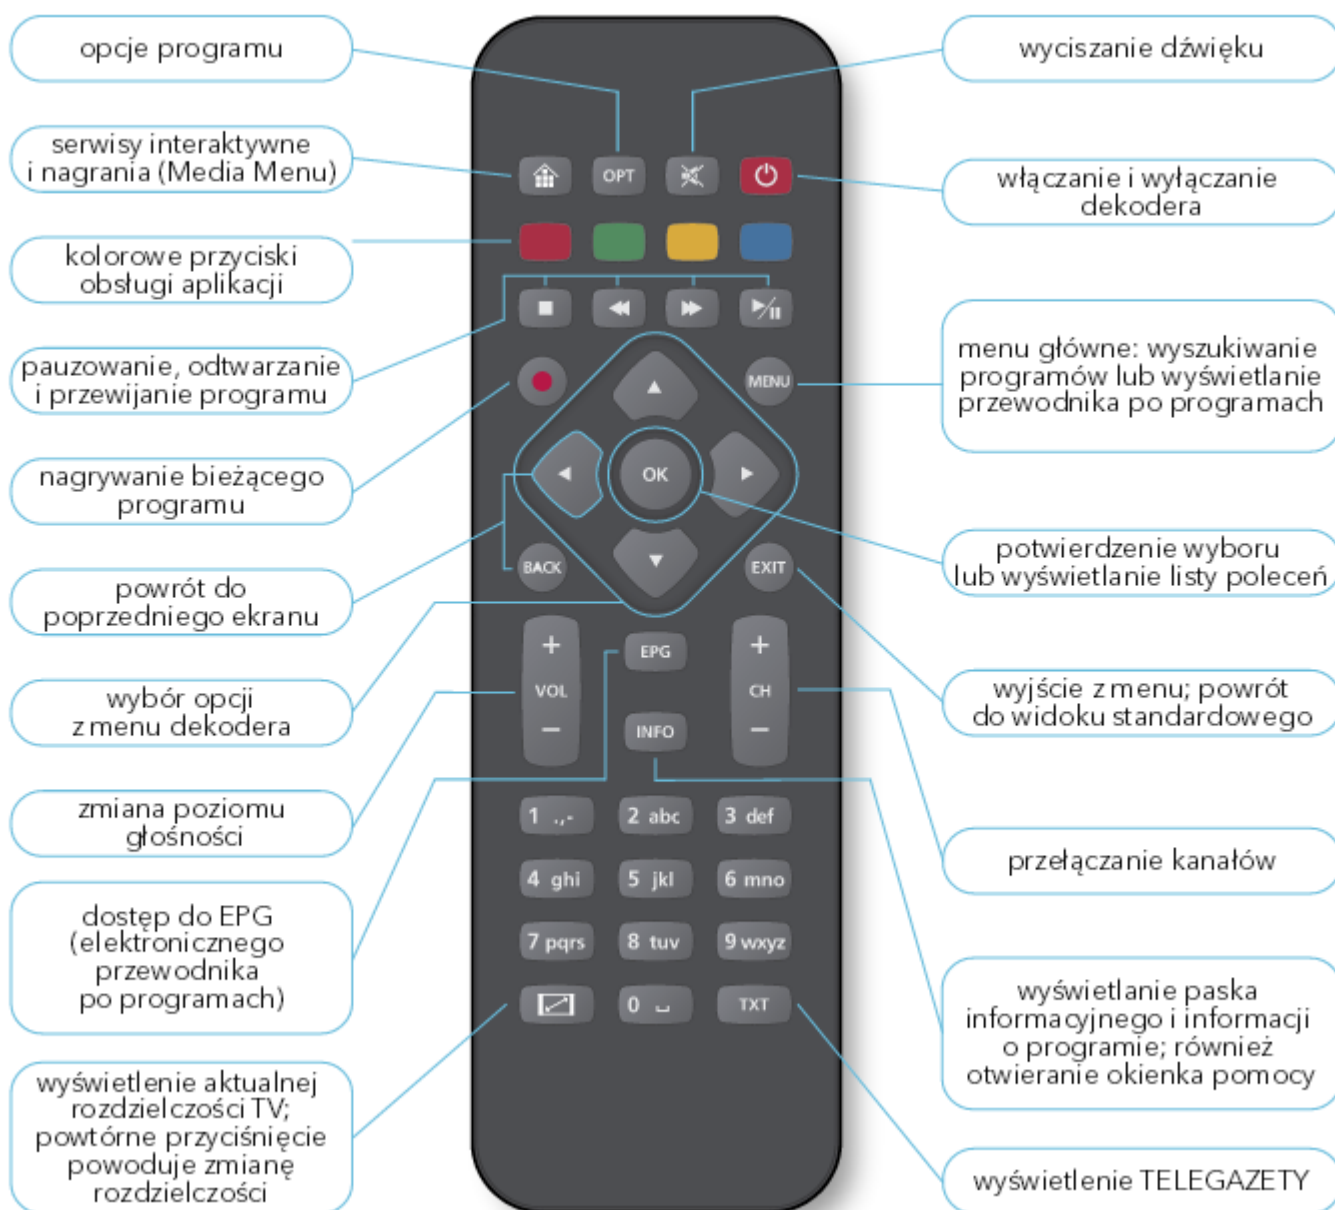 opcje programu
serwisy interaktywne
i nagrania (Media Menu)
kolorowe przyciski
obsługi aplikacji
pauzowanie, odtwarzanie
i przewijanie programu
nagrywanie bieżącego
programu
powrót do
poprzedniego ekranu
wybór opcji
z menu dekodera
zmiana poziomu
głośności
dostęp do EPG
(elektronicznego
przewodnika
po programach)
wyświetlenie aktualnej
rozdzielczości TV;
powtórne przyciśnięcie
powoduje zmianę
rozdzielczości
OPT
MENU
OK
BACK
EXIT
+
VOL
−
EPG
INFO
+
CH
−
1 .,-
2 abc
3 def
4 ghi
5 jkl
6 mno
7 pqrs
8 tuv
9 wxyz
0 ⎵
TXT
wyciszanie dźwięku
włączanie i wyłączanie
dekodera
menu główne: wyszukiwanie
programów lub wyświetlanie
przewodnika po programach
potwierdzenie wyboru
lub wyświetlanie listy poleceń
wyjście z menu; powrót
do widoku standardowego
przełączanie kanałów
wyświetlanie paska
informacyjnego i informacji
o programie; również
otwieranie okienka pomocy
wyświetlenie TELEGAZETY